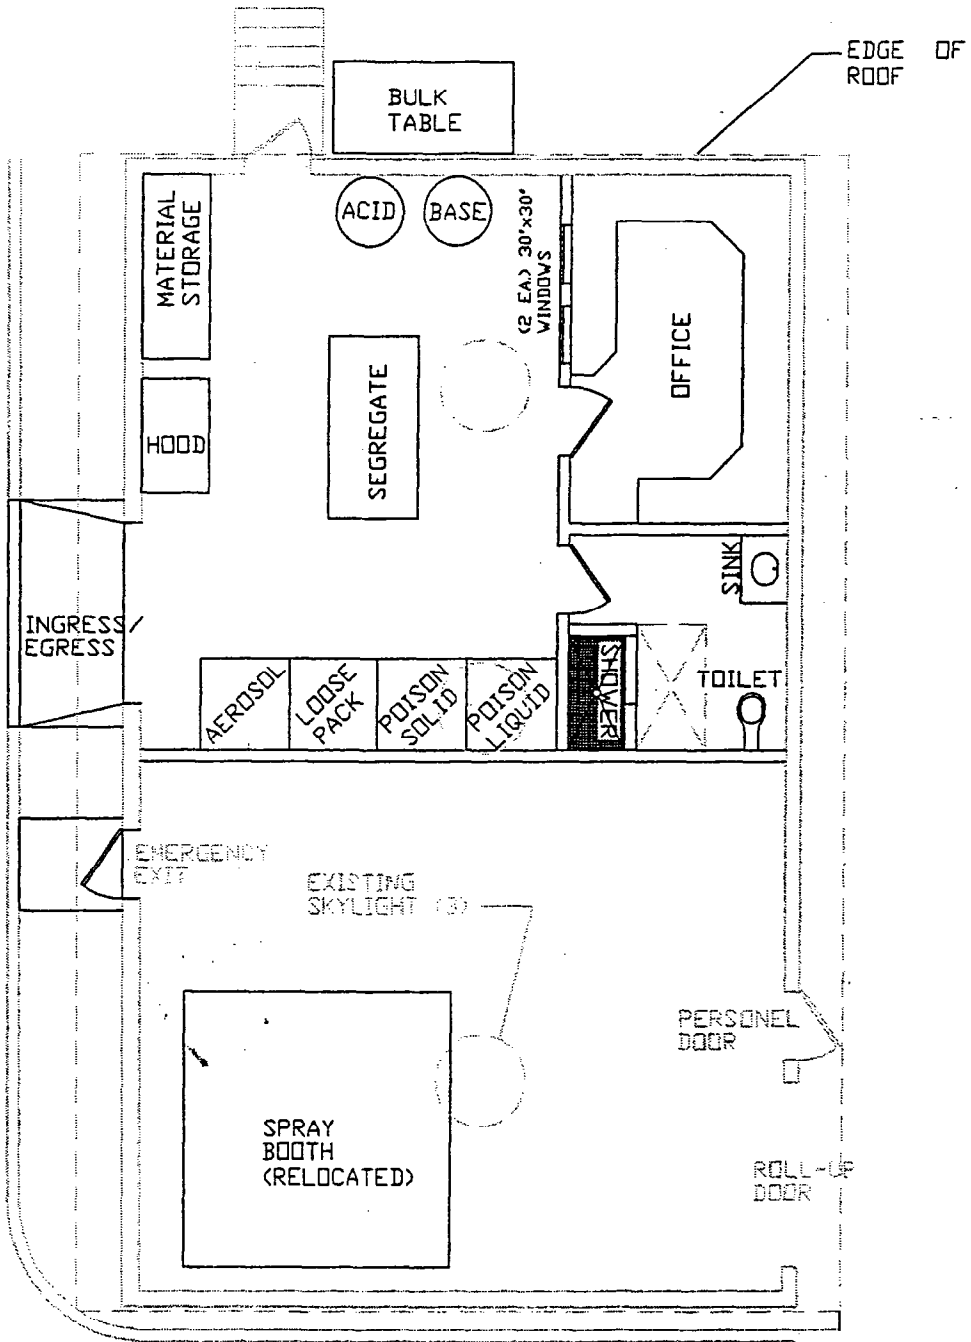 EDGE OF
ROOF
BULK
TABLE
MATERIAL
STORAGE
ACID
BASE
(2 EA.) 30'x30'
WINDOWS
OFFICE
SEGREGATE
HOOD
SINK
INGRESS/
EGRESS
AEROSOL
LOOSE
PACK
POISON
SOLID
POISON
LIQUID
SHOWER
TOILET
EMERGENCY
EXIT
EXISTING
SKYLIGHT (3)
PERSONEL
DOOR
SPRAY
BOOTH
(RELOCATED)
ROLL-UP
DOOR